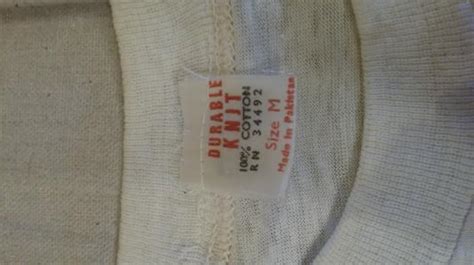 DURABLE
KNIT
100% COTTON
RN 34492
Size M
Made In Pakistan